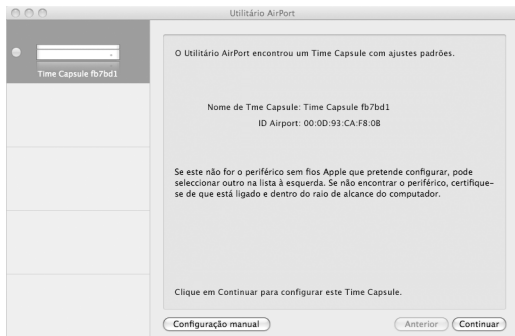 Utilitário AirPort
Time Capsule fb7bd1
O Utilitário AirPort encontrou um Time Capsule com ajustes padrões.
Nome de Tme Capsule: Time Capsule fb7bd1
ID Airport: 00:0D:93:CA:F8:0B
Se este não for o periférico sem fios Apple que pretende configurar, pode
seleccionar outro na lista à esquerda. Se não encontrar o periférico, certifique-
se de que está ligado e dentro do raio de alcance do computador.
Clique em Continuar para configurar este Time Capsule.
Configuração manual
Anterior
Continuar